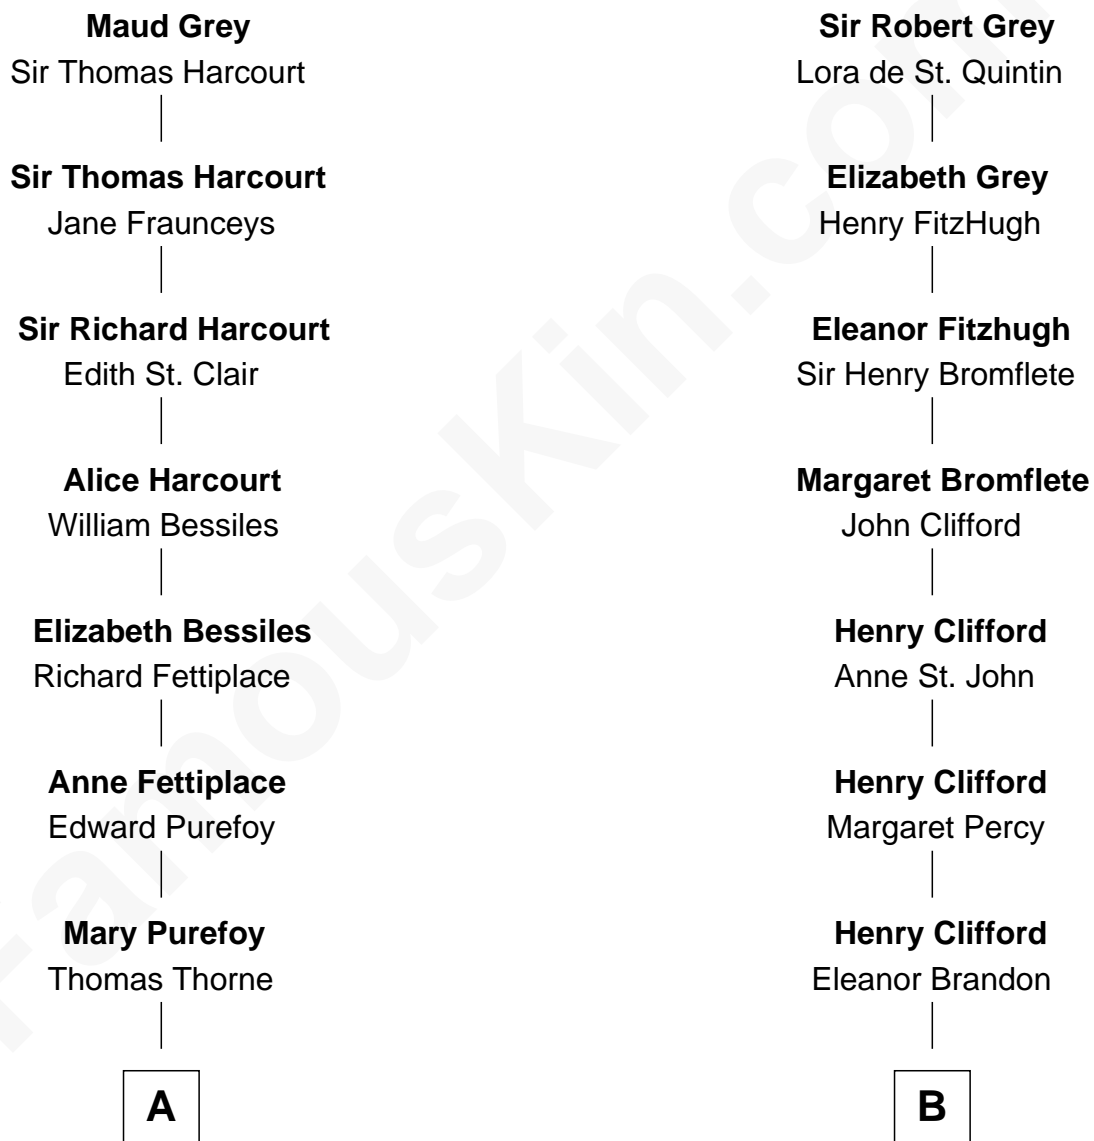 Maud Grey
Sir Thomas Harcourt
Sir Thomas Harcourt
Jane Fraunceys
Sir Richard Harcourt
Edith St. Clair
Alice Harcourt
William Bessiles
Elizabeth Bessiles
Richard Fettiplace
Anne Fettiplace
Edward Purefoy
Mary Purefoy
Thomas Thorne
A
Sir Robert Grey
Lora de St. Quintin
Elizabeth Grey
Henry FitzHugh
Eleanor Fitzhugh
Sir Henry Bromflete
Margaret Bromflete
John Clifford
Henry Clifford
Anne St. John
Henry Clifford
Margaret Percy
Henry Clifford
Eleanor Brandon
B
FamousKin.com